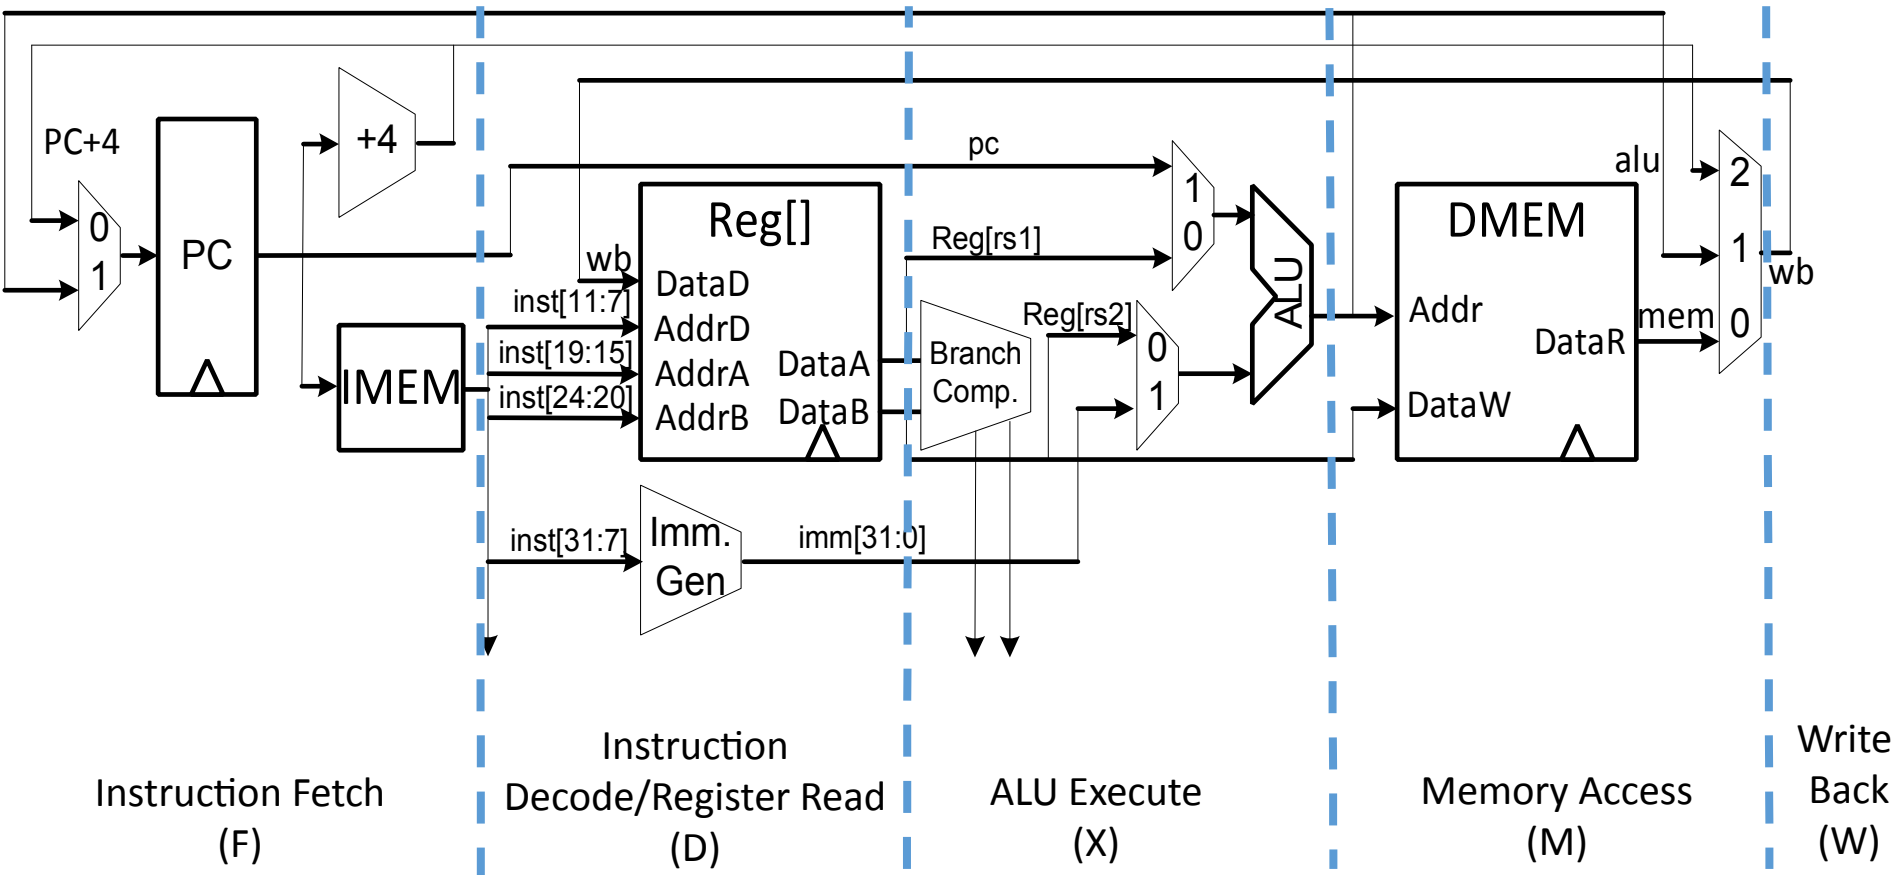 PC+4
0
1
PC
+4
IMEM
wb
inst[11:7]
inst[19:15]
inst[24:20]
Reg[]
DataD
AddrD
AddrA
AddrB
DataA
DataB
inst[31:7]
Imm.
Gen
imm[31:0]
pc
Reg[rs1]
Branch
Comp.
Reg[rs2]
1
0
0
1
ALU
DMEM
Addr
DataR
DataW
alu
mem
2
1
0
wb
Instruction Fetch
(F)
Instruction
Decode/Register Read
(D)
ALU Execute
(X)
Memory Access
(M)
Write
Back
(W)